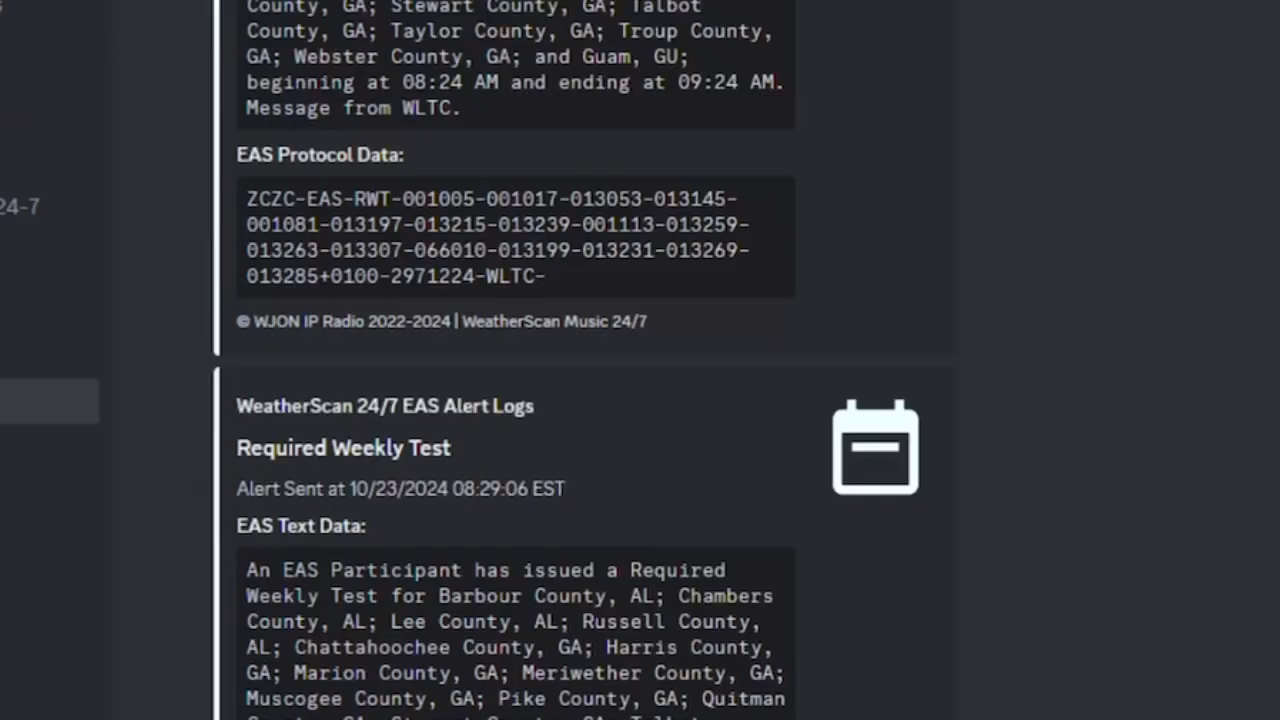 County, GA; Stewart County, GA; Talbot
County, GA; Taylor County, GA; Troup County,
GA; Webster County, GA; and Guam, GU;
beginning at 08:24 AM and ending at 09:24 AM.
Message from WLTC.
EAS Protocol Data:
ZCZC-EAS-RWT-001005-001017-013053-013145-
001081-013197-013215-013239-001113-013259-
013263-013307-066010-013199-013231-013269-
013285+0100-2971224-WLTC-
© WJON IP Radio 2022-2024 | WeatherScan Music 24/7
24-7
WeatherScan 24/7 EAS Alert Logs
Required Weekly Test
Alert Sent at 10/23/2024 08:29:06 EST
EAS Text Data:
An EAS Participant has issued a Required
Weekly Test for Barbour County, AL; Chambers
County, AL; Lee County, AL; Russell County,
AL; Chattahoochee County, GA; Harris County,
GA; Marion County, GA; Meriwether County, GA;
Muscogee County, GA; Pike County, GA; Quitman